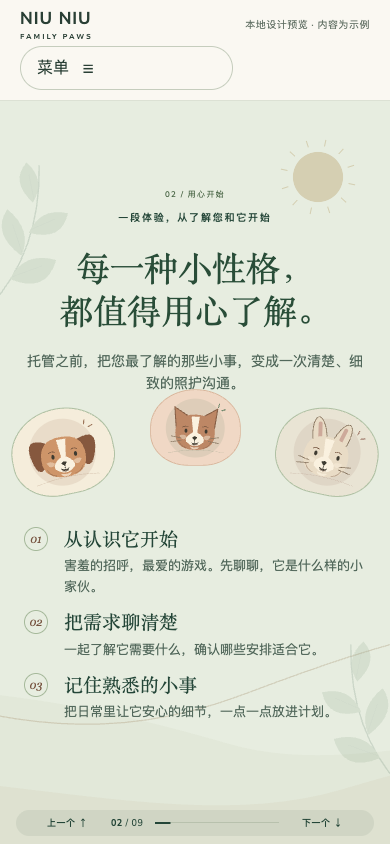 NIU NIU
FAMILY PAWS
本地设计预览 · 内容为示例
菜单 ≡
02 / 用心开始
一段体验，从了解您和它开始
每一种小性格，
都值得用心了解。
托管之前，把您最了解的那些小事，变成一次清楚、细
致的照护沟通。
01 从认识它开始
害羞的招呼，最爱的游戏。先聊聊，它是什么样的小
家伙。
02 把需求聊清楚
一起了解它需要什么，确认哪些安排适合它。
03 记住熟悉的小事
把日常里让它安心的细节，一点一点放进计划。
上一个 ↑ 02 / 09 下一个 ↓